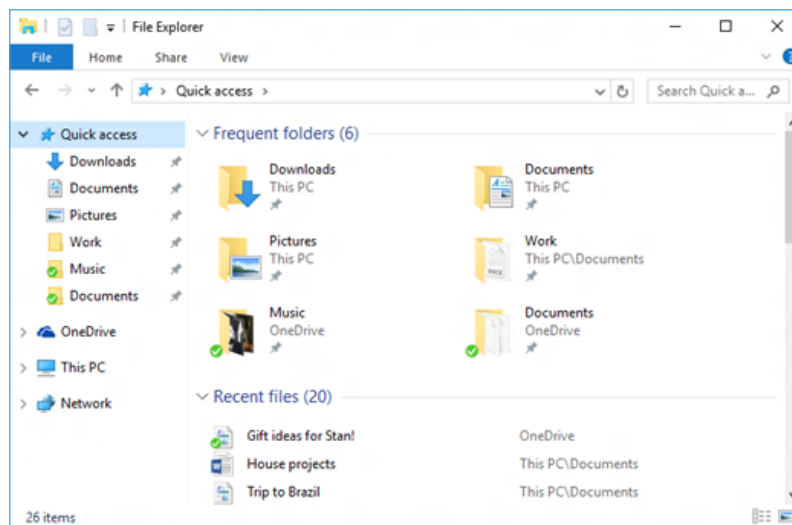 File Explorer
File Home Share View
Quick access
Search Quick a...
Quick access
Downloads
Documents
Pictures
Work
Music
Documents
OneDrive
This PC
Network
Frequent folders (6)
Downloads
This PC
Documents
This PC
Pictures
This PC
Work
This PC\Documents
Music
OneDrive
Documents
OneDrive
Recent files (20)
Gift ideas for Stan! OneDrive
House projects This PC\Documents
Trip to Brazil This PC\Documents
26 items